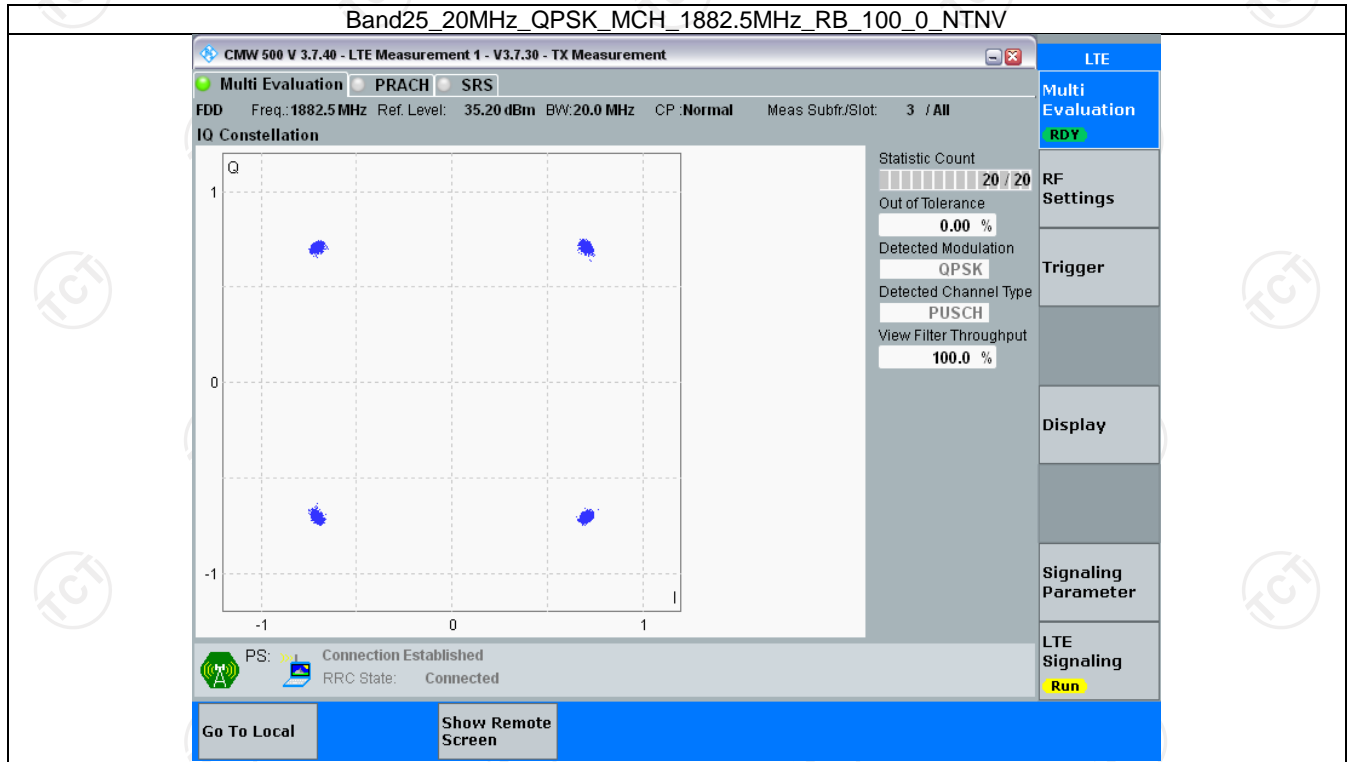 Band25_20MHz_QPSK_MCH_1882.5MHz_RB_100_0_NTNV
CMW 500 V 3.7.40 - LTE Measurement 1 - V3.7.30 - TX Measurement
LTE
Multi Evaluation PRACH SRS
FDD Freq.: 1882.5 MHz Ref. Level: 35.20 dBm BW: 20.0 MHz CP : Normal Meas Subfr./Slot: 3 / All
IQ Constellation
Q
1
0
-1
I
-1 0 1
Statistic Count
20 / 20
Out of Tolerance
0.00 %
Detected Modulation
QPSK
Detected Channel Type
PUSCH
View Filter Throughput
100.0 %
Multi
Evaluation
RDY
RF
Settings
Trigger
Display
Signaling
Parameter
LTE
Signaling
Run
PS: Connection Established
RRC State: Connected
Go To Local
Show Remote
Screen
TCT
TCT
TCT
TCT